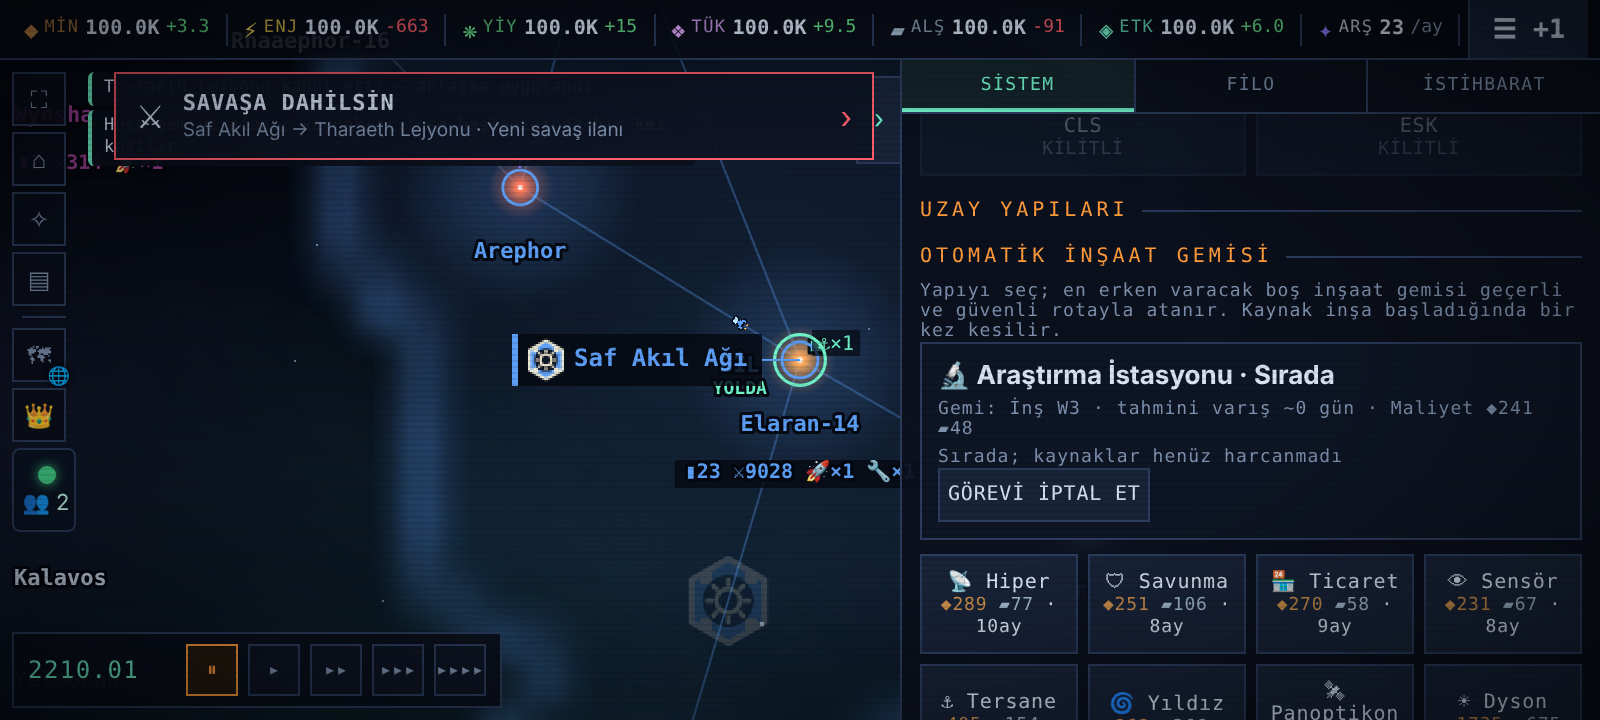 MİN 100.0K +3.3
ENJ 100.0K -663
YİY 100.0K +15
TÜK 100.0K +9.5
ALŞ 100.0K -91
ETK 100.0K +6.0
ARŞ 23 /ay
☰ +1
Rhaaephor-16
SAVAŞA DAHİLSİN
Saf Akıl Ağı → Tharaeth Lejyonu · Yeni savaş ilanı
Arephor
Saf Akıl Ağı
×1
YOLDA
Elaran-14
23 ⚔9028 🚀×1 🔧×1
👥 2
Kalavos
2210.01
SİSTEM
FİLO
İSTİHBARAT
CLS
KİLİTLİ
ESK
KİLİTLİ
UZAY YAPILARI
OTOMATİK İNŞAAT GEMİSİ
Yapıyı seç; en erken varacak boş inşaat gemisi geçerli
ve güvenli rotayla atanır. Kaynak inşa başladığında bir
kez kesilir.
🔬 Araştırma İstasyonu · Sırada
Gemi: İnş W3 · tahmini varış ~0 gün · Maliyet ◆241
▰48
Sırada; kaynaklar henüz harcanmadı
GÖREVİ İPTAL ET
📡 Hiper
◆289 ▰77 ·
10ay
🛡 Savunma
◆251 ▰106 ·
8ay
🏪 Ticaret
◆270 ▰58 ·
9ay
👁 Sensör
◆231 ▰67 ·
8ay
⚓ Tersane
🌀 Yıldız
🛰
Panoptikon
☀ Dyson